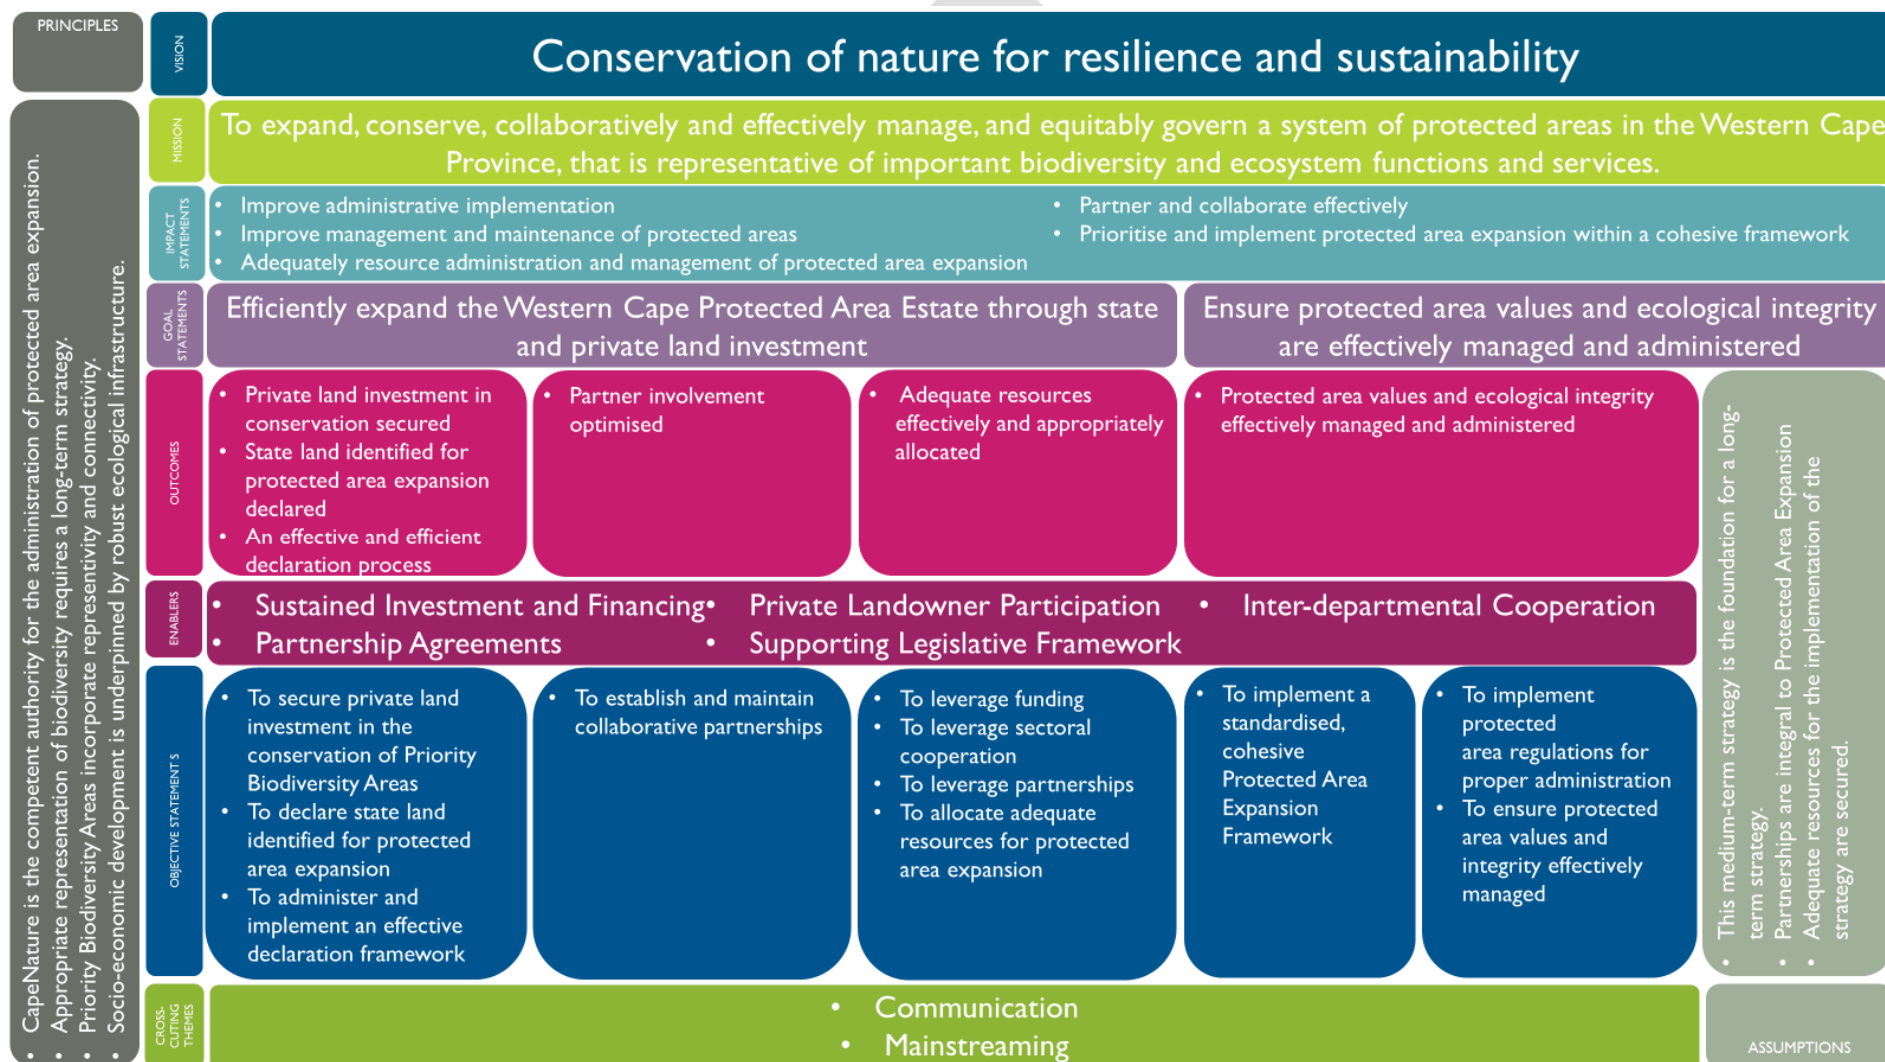 PRINCIPLES
• CapeNature is the competent authority for the administration of protected area expansion.
• Appropriate representation of biodiversity requires a long-term strategy.
• Priority Biodiversity Areas incorporate representivity and connectivity.
• Socio-economic development is underpinned by robust ecological infrastructure.
VISION
Conservation of nature for resilience and sustainability
MISSION
To expand, conserve, collaboratively and effectively manage, and equitably govern a system of protected areas in the Western Cape
Province, that is representative of important biodiversity and ecosystem functions and services.
IMPACT
STATEMENTS
• Improve administrative implementation
• Improve management and maintenance of protected areas
• Adequately resource administration and management of protected area expansion
• Partner and collaborate effectively
• Prioritise and implement protected area expansion within a cohesive framework
GOAL
STATEMENTS
Efficiently expand the Western Cape Protected Area Estate through state
and private land investment
Ensure protected area values and ecological integrity
are effectively managed and administered
OUTCOMES
• Private land investment in
conservation secured
• State land identified for
protected area expansion
declared
• An effective and efficient
declaration process
• Partner involvement
optimised
• Adequate resources
effectively and appropriately
allocated
• Protected area values and ecological integrity
effectively managed and administered
ENABLERS
• Sustained Investment and Financing
• Partnership Agreements
• Private Landowner Participation
• Supporting Legislative Framework
• Inter-departmental Cooperation
OBJECTIVE STATEMENT S
• To secure private land
investment in the
conservation of Priority
Biodiversity Areas
• To declare state land
identified for protected
area expansion
• To administer and
implement an effective
declaration framework
• To establish and maintain
collaborative partnerships
• To leverage funding
• To leverage sectoral
cooperation
• To leverage partnerships
• To allocate adequate
resources for protected
area expansion
• To implement a
standardised,
cohesive
Protected Area
Expansion
Framework
• To implement
protected
area regulations for
proper administration
• To ensure protected
area values and
integrity effectively
managed
• This medium-term strategy is the foundation for a long-
term strategy.
• Partnerships are integral to Protected Area Expansion
• Adequate resources for the implementation of the
strategy are secured.
ASSUMPTIONS
CROSS-
CUTING
THEMES
• Communication
• Mainstreaming